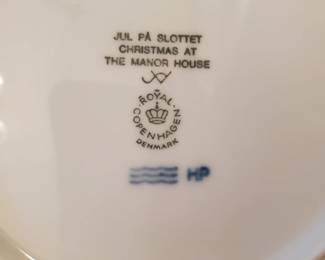 JUL PÅ SLOTTET
CHRISTMAS AT
THE MANOR HOUSE
ROYAL
COPENHAGEN
DENMARK
HP